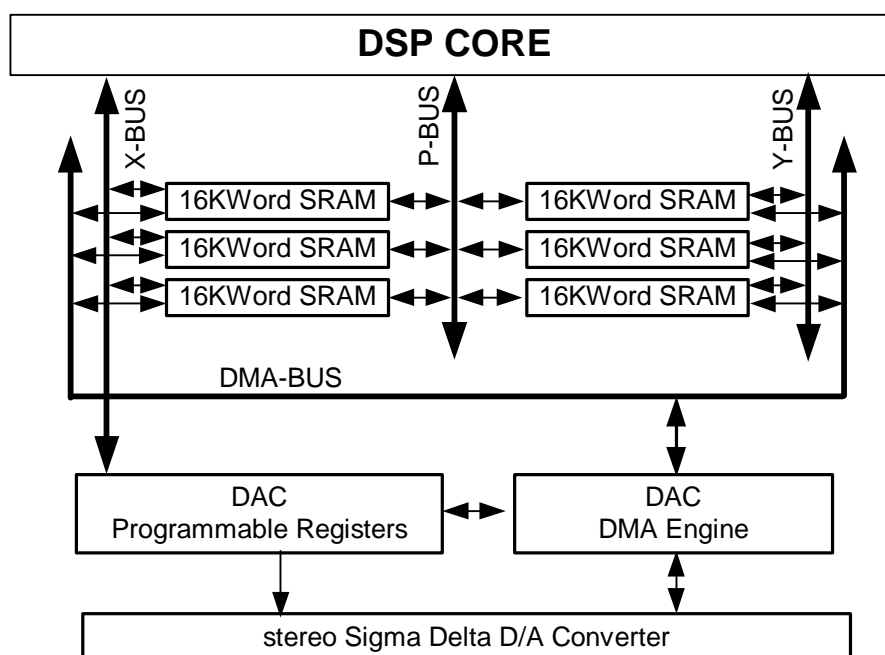 DSP CORE
X-BUS
P-BUS
Y-BUS
16KWord SRAM
16KWord SRAM
16KWord SRAM
16KWord SRAM
16KWord SRAM
16KWord SRAM
DMA-BUS
DAC
Programmable Registers
DAC
DMA Engine
stereo Sigma Delta D/A Converter